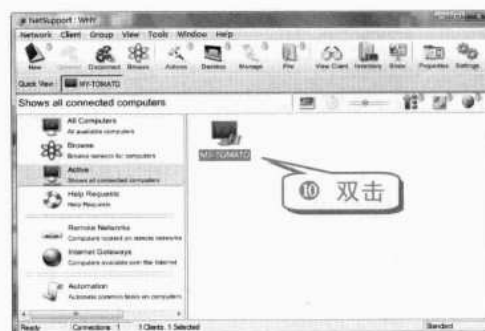 NetSupport : WHY
Network Client Group View Tools Window Help
New Connect Disconnect Browse Actions Desktop Manage File View Client Inventory Show Properties Settings
Quick View MY-TOMATO
Shows all connected computers
All Computers
All available computers
Browse
Browse network for computers
Active
Shows all connected computers
Help Requests
Help Requests
Remote Networks
Computers located on remote networks
Internet Gateways
Computers available over the Internet
Automation
Automate common tasks on computers
MY-TOMATO
⑩ 双击
Ready Connections : 1 1 Clients 1 Selected Standard